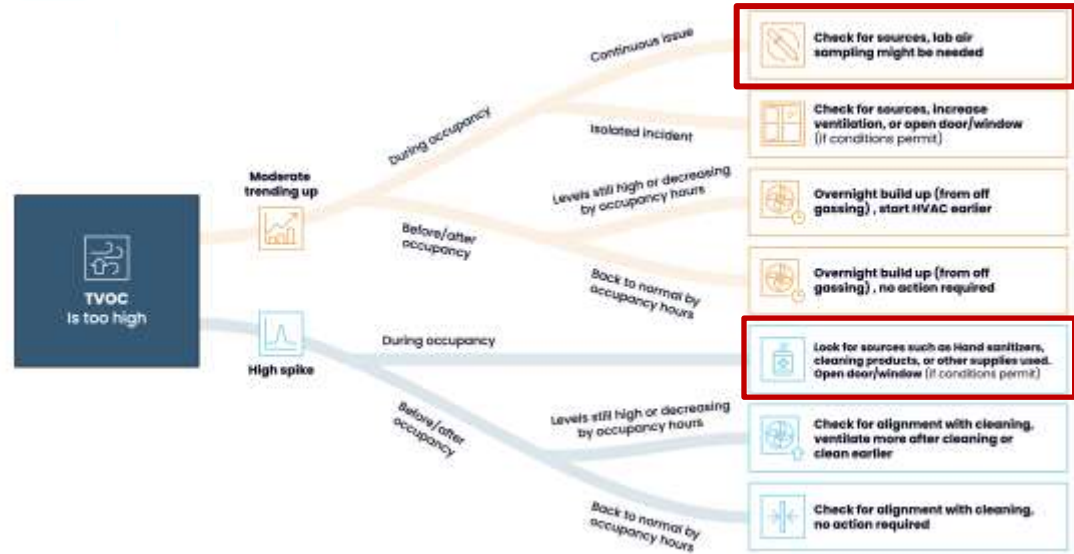 Continuous issue
Check for sources, lab air
sampling might be needed
During occupancy
Isolated incident
Check for sources, increase
ventilation, or open door/window
(if conditions permit)
Moderate
trending up
Levels still high or decreasing
by occupancy hours
Overnight build up (from off
gassing) , start HVAC earlier
Before/after
occupancy
Back to normal by
occupancy hours
Overnight build up (from off
gassing) , no action required
TVOC
Is too high
High spike
During occupancy
Look for sources such as Hand sanitizers,
cleaning products, or other supplies used.
Open door/window (if conditions permit)
Before/after
occupancy
Levels still high or decreasing
by occupancy hours
Check for alignment with cleaning,
ventilate more after cleaning or
clean earlier
Back to normal by
occupancy hours
Check for alignment with cleaning,
no action required